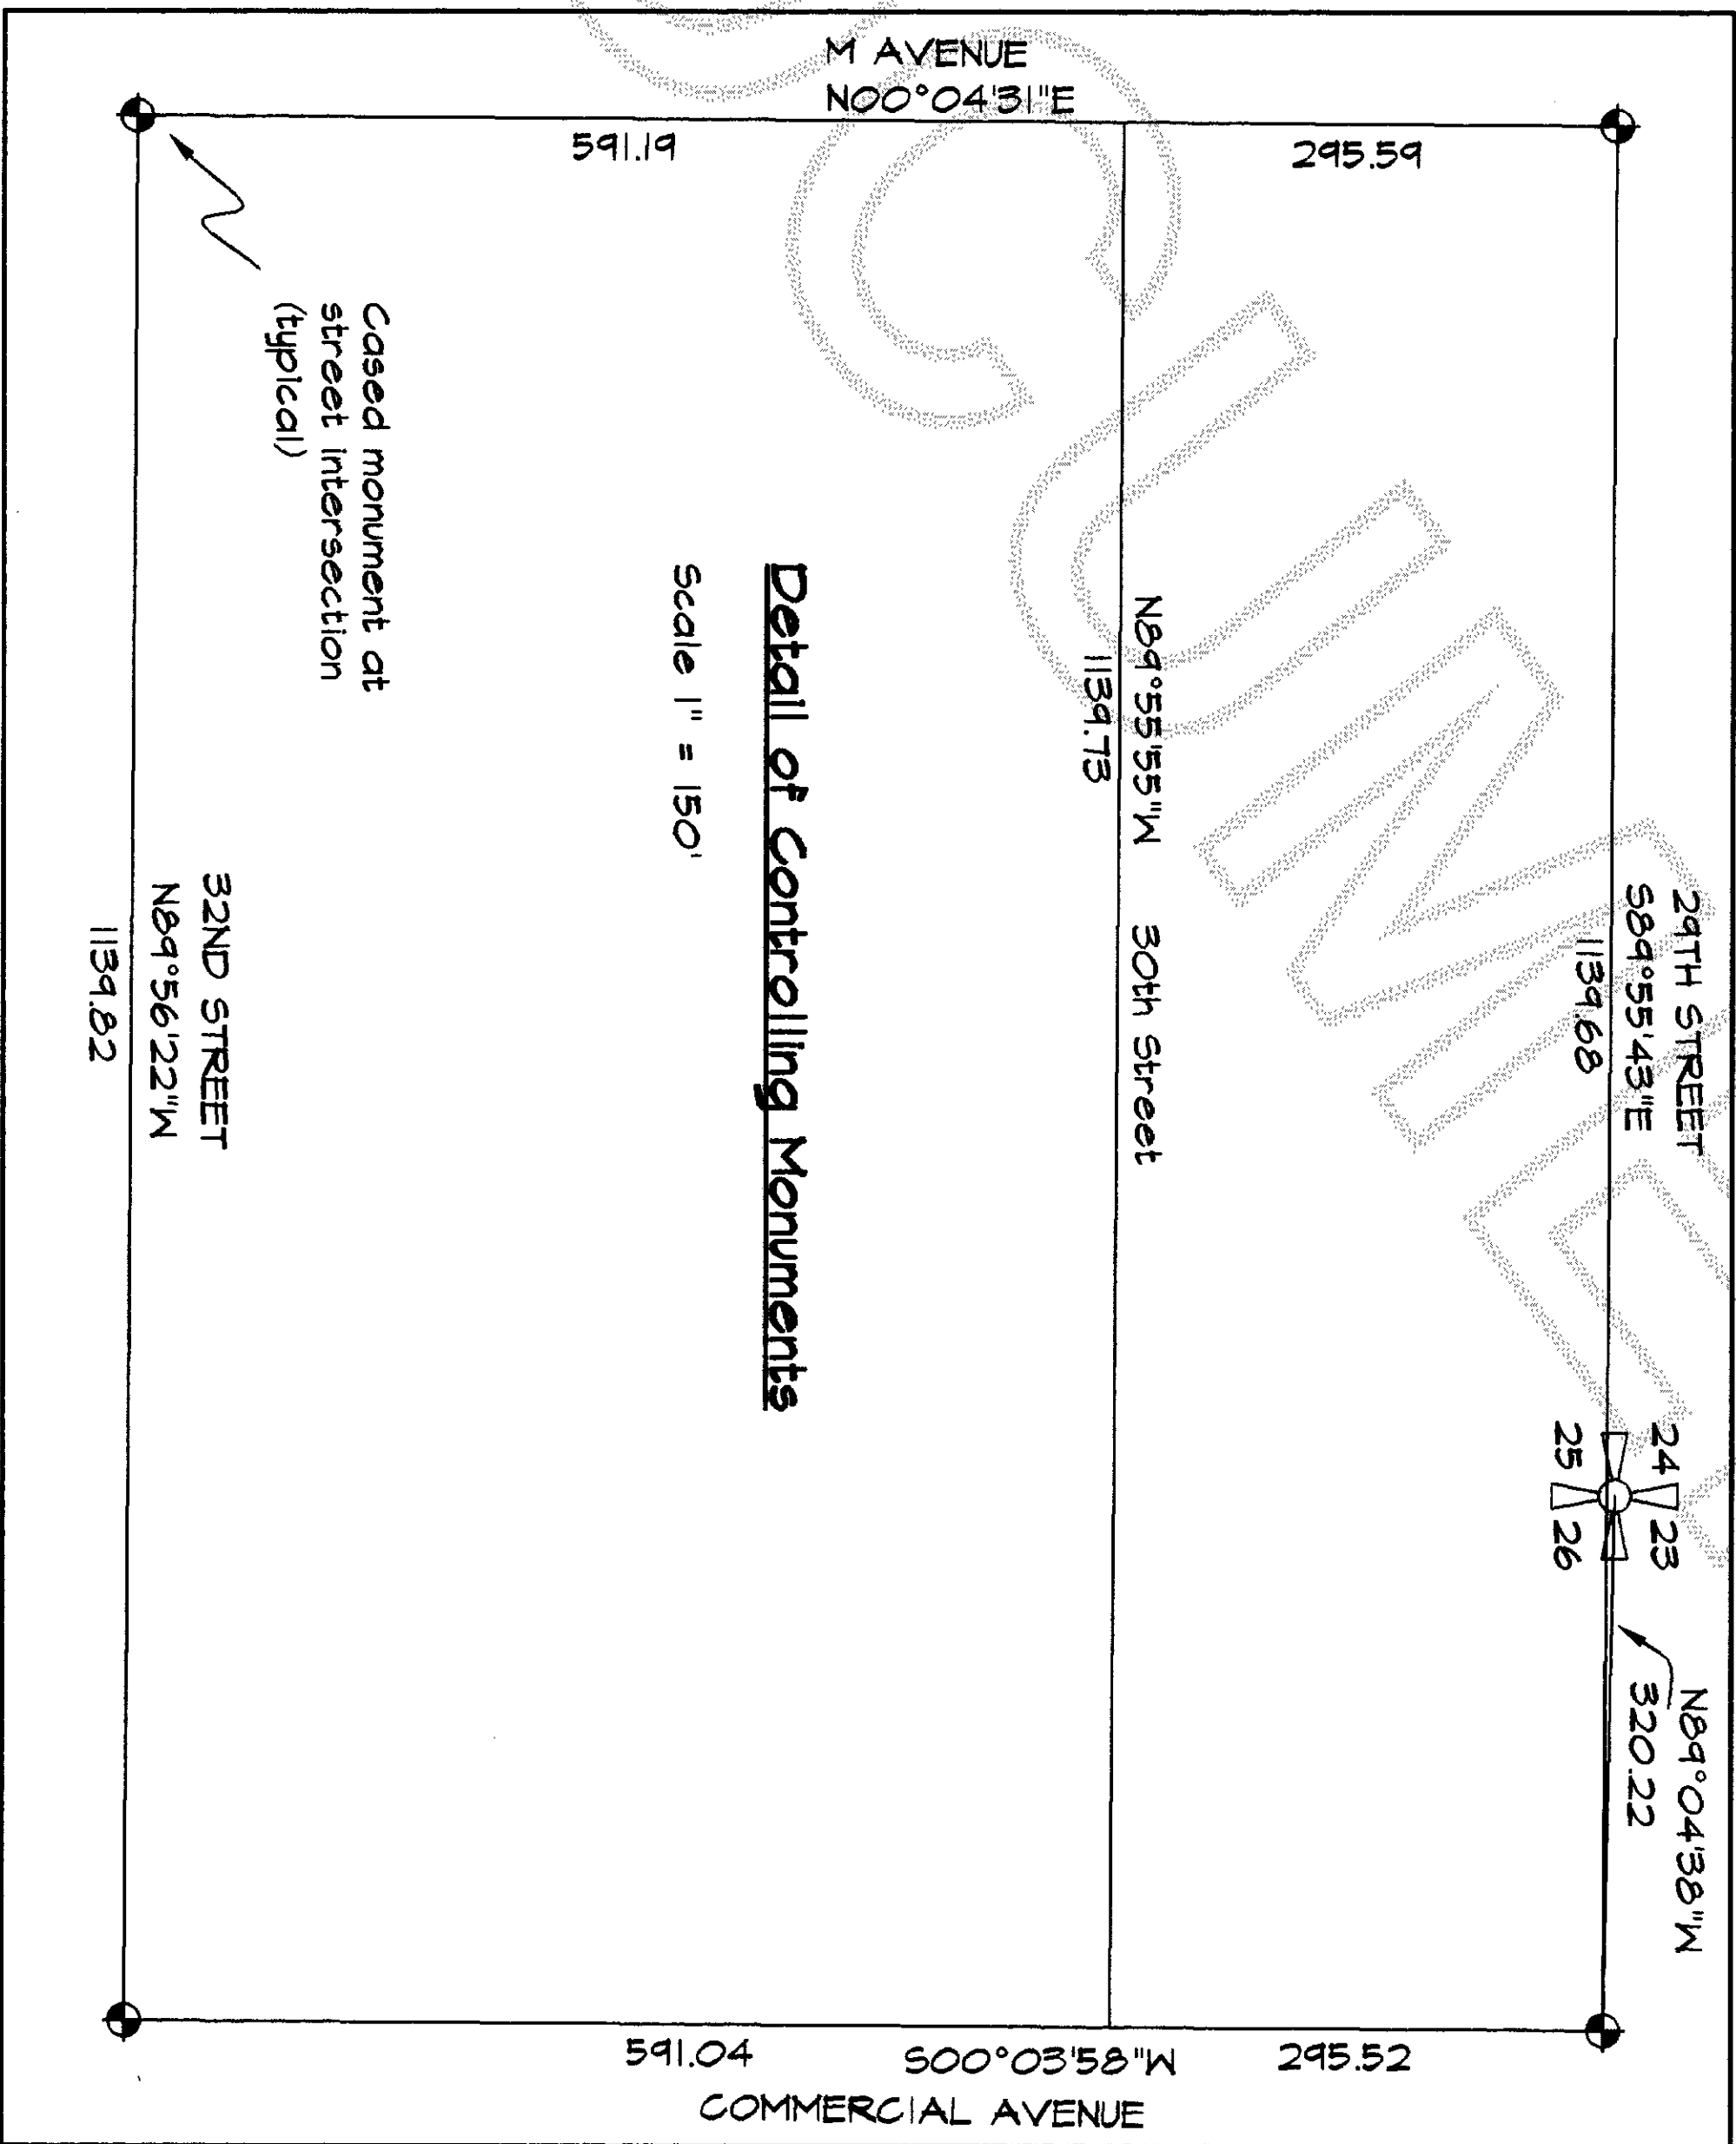 M AVENUE
N00°04'31"E
591.19
295.59
29TH STREET
S89°55'43"E
1139.68
24 23
25 26
N89°04'38"W
320.22
N89°55'55"W 30th Street
1139.73
Detail of Controlling Monuments
Scale 1" = 150'
Cased monument at
street intersection
(typical)
32ND STREET
N89°56'22"W
1139.82
591.04
S00°03'58"W
295.52
COMMERCIAL AVENUE